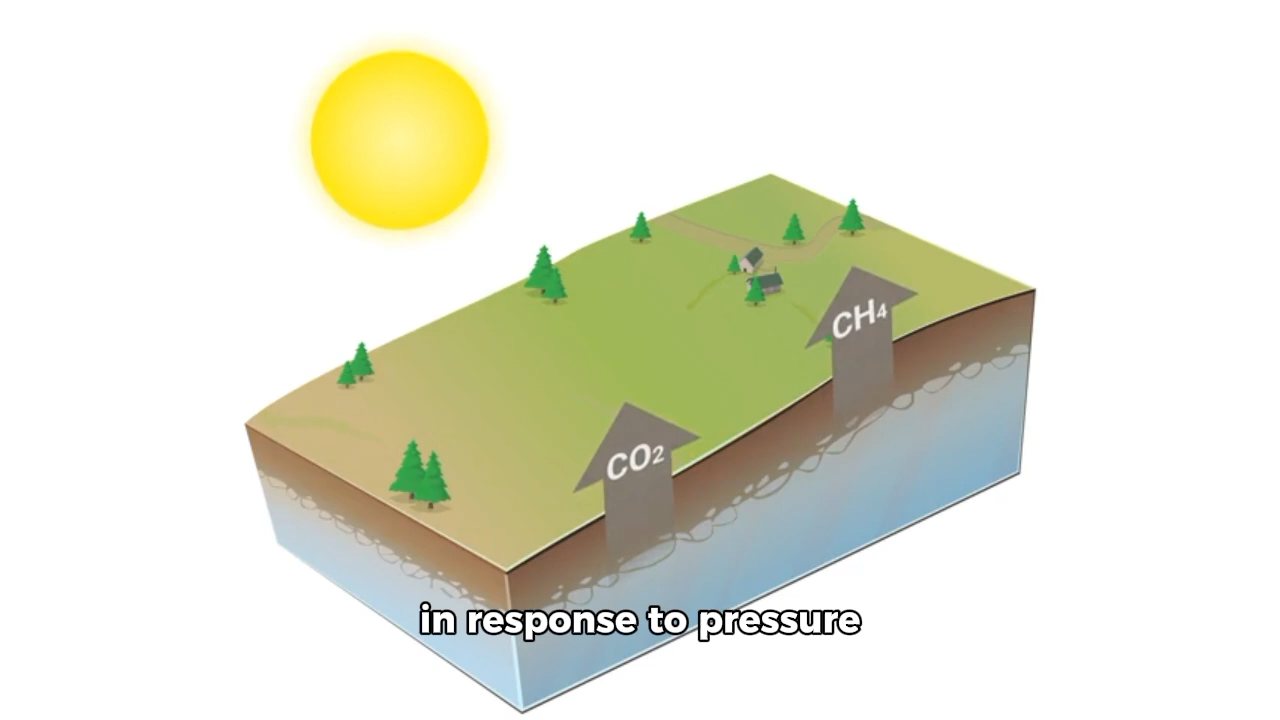 CH₄
CO₂
in response to pressure